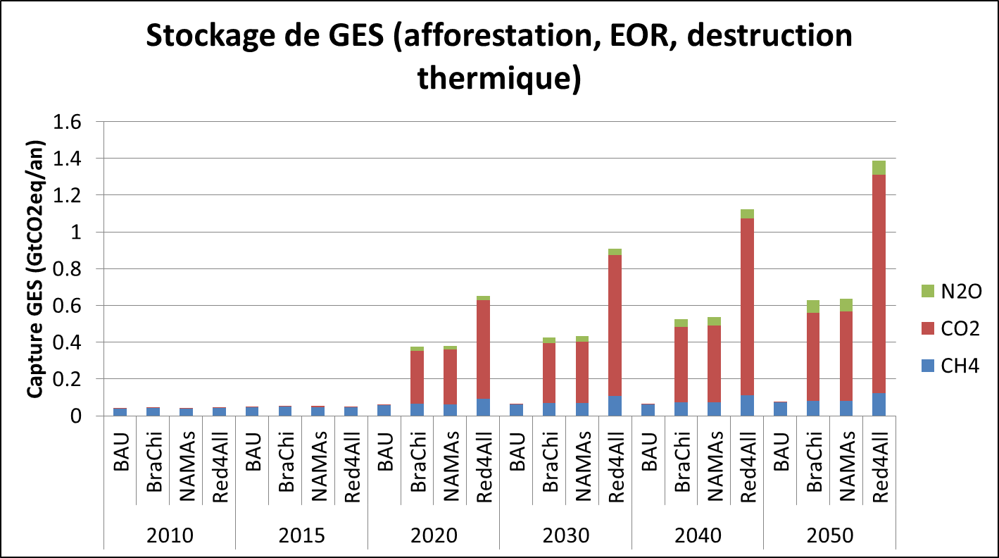 Stockage de GES (afforestation, EOR, destruction
thermique)
Capture GES (GtCO2eq/an)
1.6
1.4
1.2
1
0.8
0.6
0.4
0.2
0
BAU
BraChi
NAMAs
Red4All
BAU
BraChi
NAMAs
Red4All
BAU
BraChi
NAMAs
Red4All
BAU
BraChi
NAMAs
Red4All
BAU
BraChi
NAMAs
Red4All
BAU
BraChi
NAMAs
Red4All
2010
2015
2020
2030
2040
2050
N2O
CO2
CH4